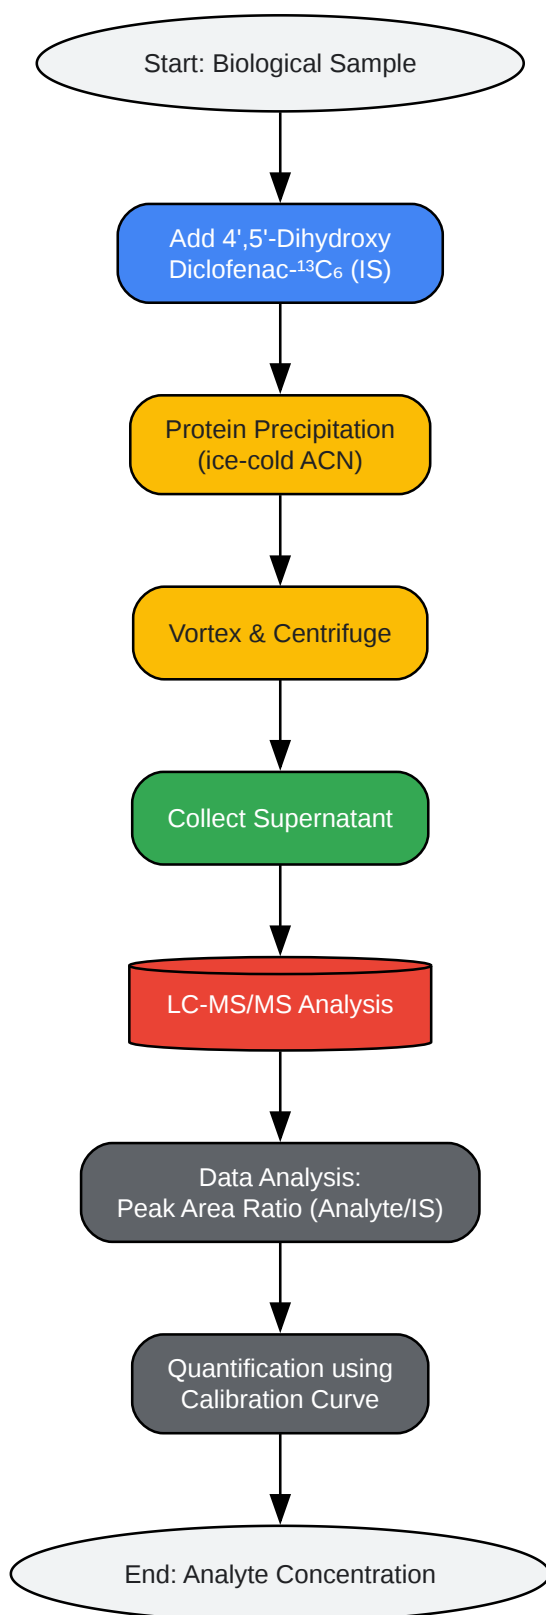 Start: Biological Sample
Add 4',5'-Dihydroxy
Diclofenac-¹³C₆ (IS)
Protein Precipitation
(ice-cold ACN)
Vortex & Centrifuge
Collect Supernatant
LC-MS/MS Analysis
Data Analysis:
Peak Area Ratio (Analyte/IS)
Quantification using
Calibration Curve
End: Analyte Concentration